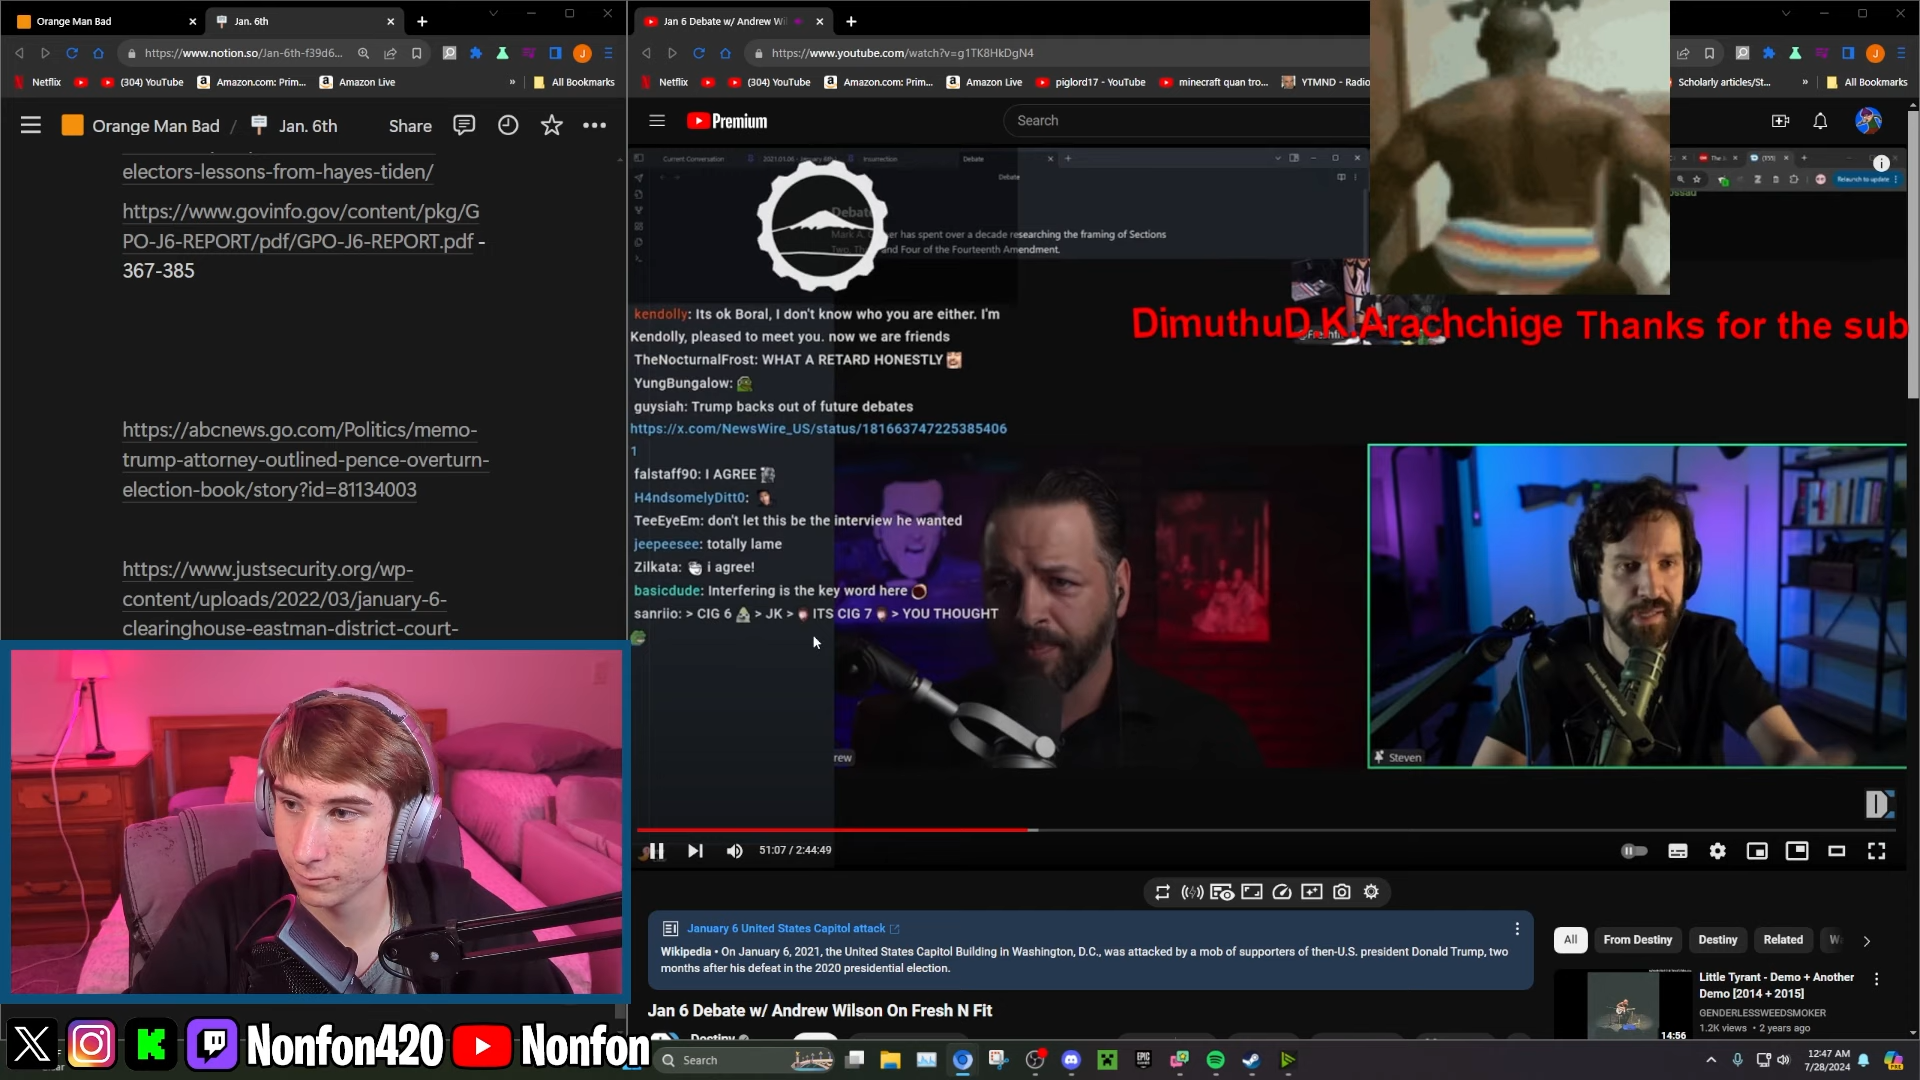 Orange Man Bad
Jan. 6th
https://www.notion.so/Jan-6th-f39d6...
Netflix
(304) YouTube
Amazon.com: Prim...
Amazon Live
»
All Bookmarks
Orange Man Bad / Jan. 6th
Share
electors-lessons-from-hayes-tiden/
https://www.govinfo.gov/content/pkg/G
PO-J6-REPORT/pdf/GPO-J6-REPORT.pdf -
367-385
https://abcnews.go.com/Politics/memo-
trump-attorney-outlined-pence-overturn-
election-book/story?id=81134003
https://www.justsecurity.org/wp-
content/uploads/2022/03/january-6-
clearinghouse-eastman-district-court-
Jan 6 Debate w/ Andrew Wil
https://www.youtube.com/watch?v=g1TK8HkDgN4
Netflix
(304) YouTube
Amazon.com: Prim...
Amazon Live
piglord17 - YouTube
minecraft quan tro...
YTMND - Radio
Scholarly articles/St...
»
All Bookmarks
Premium
Search
Current Conversation
Insurrection
Debate
Debate
Relaunch to update
Debat
Mark A.
er has spent over a decade researching the framing of Sections
Two, Th
and Four of the Fourteenth Amendment.
kendolly: Its ok Boral, I don't know who you are either. I'm
Kendolly, pleased to meet you. now we are friends
TheNocturnalFrost: WHAT A RETARD HONESTLY
YungBungalow:
guysiah: Trump backs out of future debates
https://x.com/NewsWire_US/status/181663747225385406
1
falstaff90: I AGREE
H4ndsomelyDitt0:
TeeEyeEm: don't let this be the interview he wanted
jeepeesee: totally lame
Zilkata: i agree!
basicdude: Interfering is the key word here
sanriio: > CIG 6 > JK > ITS CIG 7 > YOU THOUGHT
DimuthuD.K.Arachchige Thanks for the sub
rew
Steven
51:07 / 2:44:49
January 6 United States Capitol attack
Wikipedia • On January 6, 2021, the United States Capitol Building in Washington, D.C., was attacked by a mob of supporters of then-U.S. president Donald Trump, two
months after his defeat in the 2020 presidential election.
Jan 6 Debate w/ Andrew Wilson On Fresh N Fit
Destiny
All
From Destiny
Destiny
Related
Little Tyrant - Demo + Another
Demo [2014 + 2015]
GENDERLESSWEEDSMOKER
1.2K views • 2 years ago
14:56
Nonfon420
Nonfon
Search
12:47 AM
7/28/2024